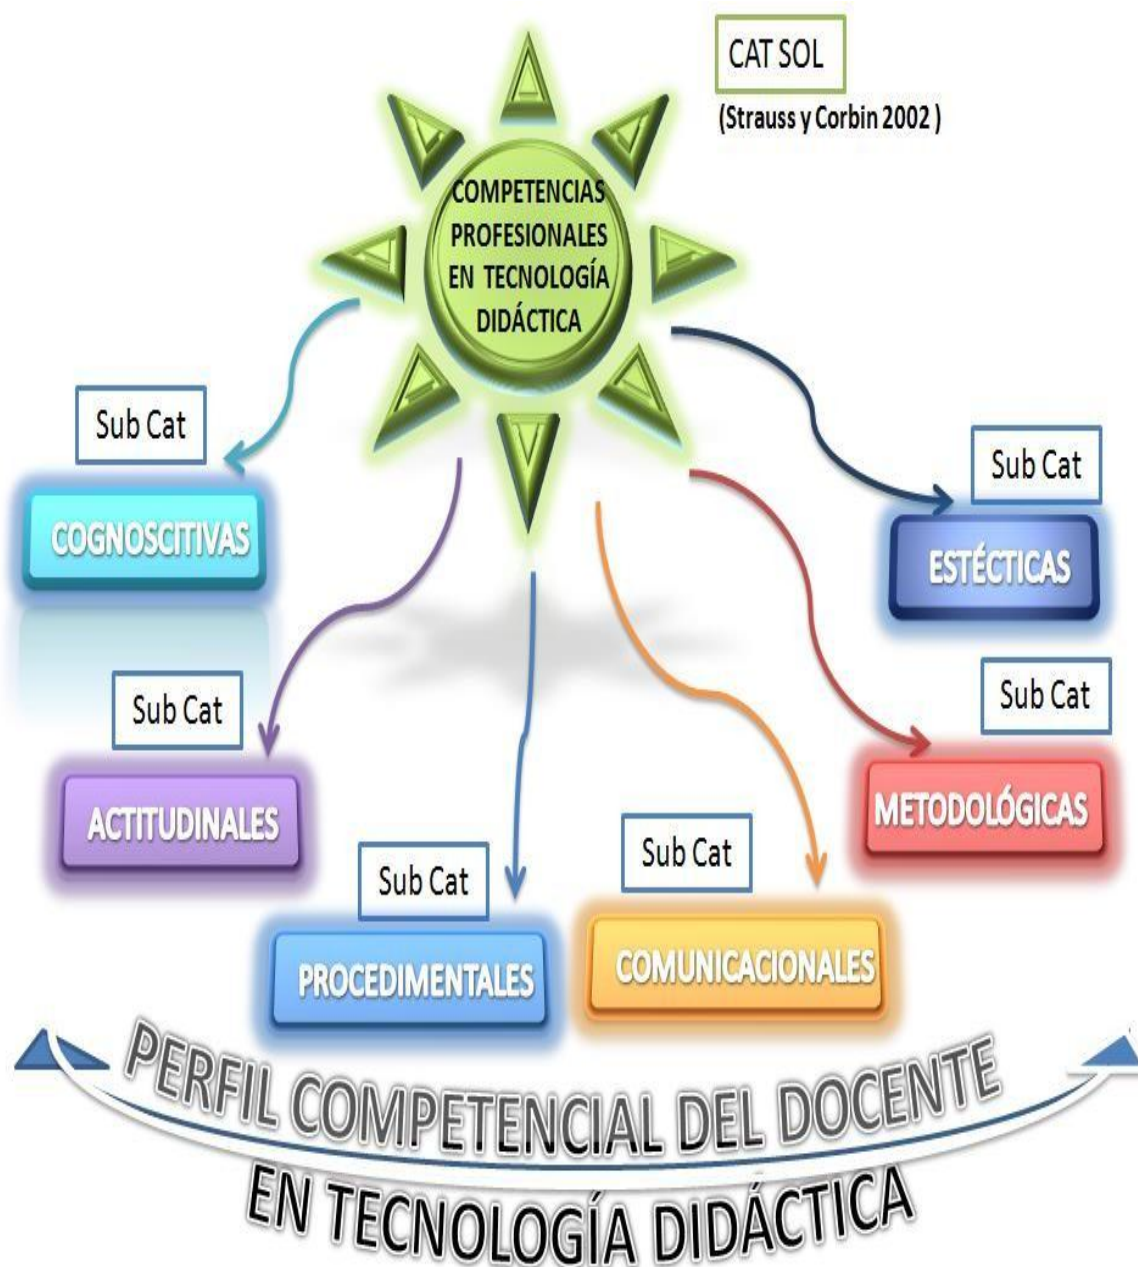 CAT SOL
(Strauss y Corbin 2002 )
COMPETENCIAS
PROFESIONALES
EN TECNOLOGÍA
DIDÁCTICA
Sub Cat
COGNOSCITIVAS
Sub Cat
ESTÉCTICAS
Sub Cat
ACTITUDINALES
Sub Cat
METODOLÓGICAS
Sub Cat
PROCEDIMENTALES
Sub Cat
COMUNICACIONALES
PERFIL COMPETENCIAL DEL DOCENTE
EN TECNOLOGÍA DIDÁCTICA